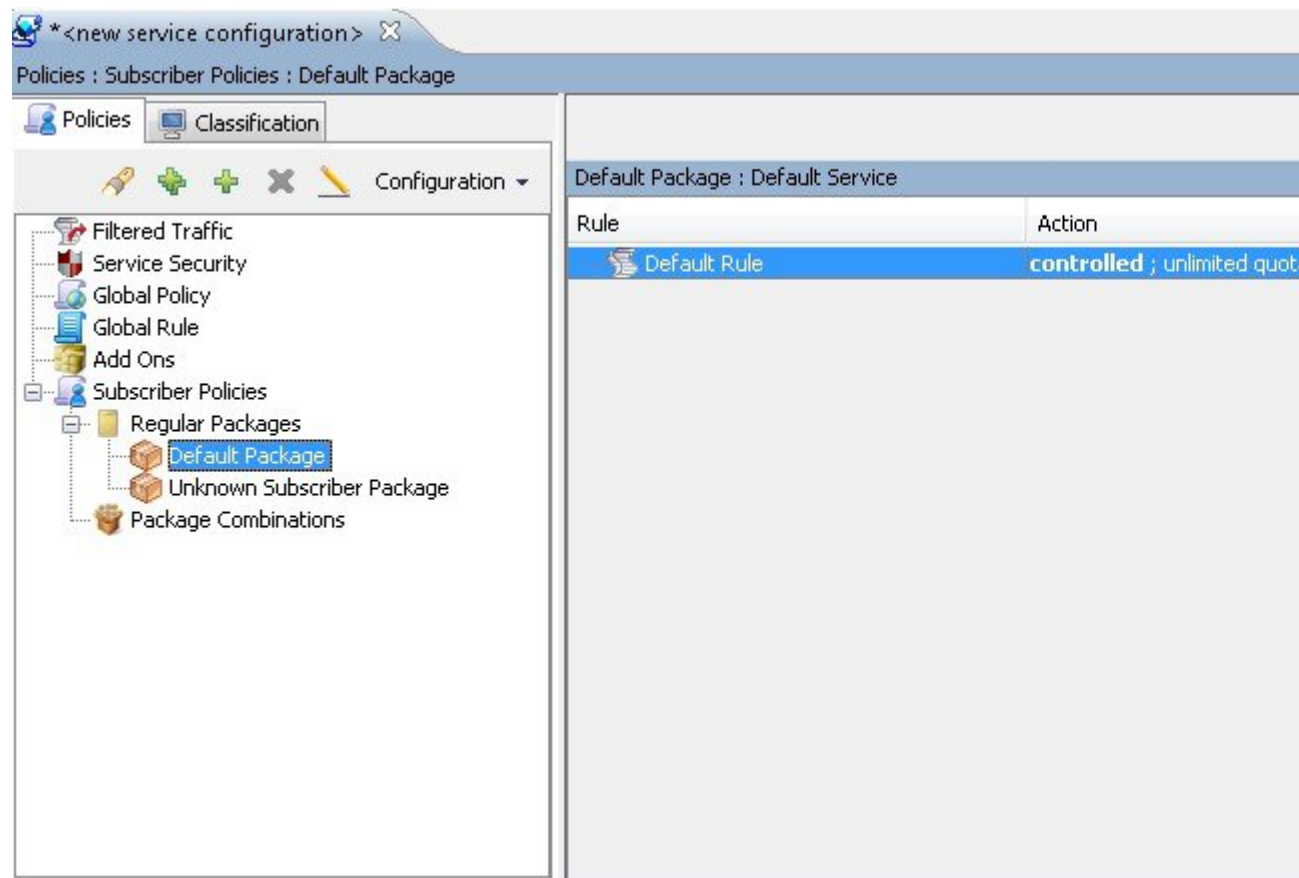 *<new service configuration>
Policies : Subscriber Policies : Default Package
Policies Classification
Configuration
Default Package : Default Service
Rule Action
Default Rule controlled ; unlimited quot
Filtered Traffic
Service Security
Global Policy
Global Rule
Add Ons
Subscriber Policies
Regular Packages
Default Package
Unknown Subscriber Package
Package Combinations